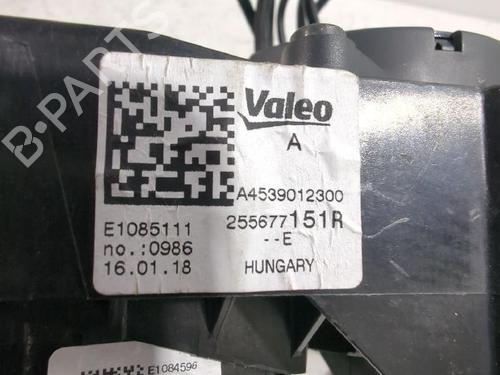 Valeo
A
A4539012300
E1085111
255677151R
no.:0986
--E
16.01.18
HUNGARY
E1084596
B-PARTS